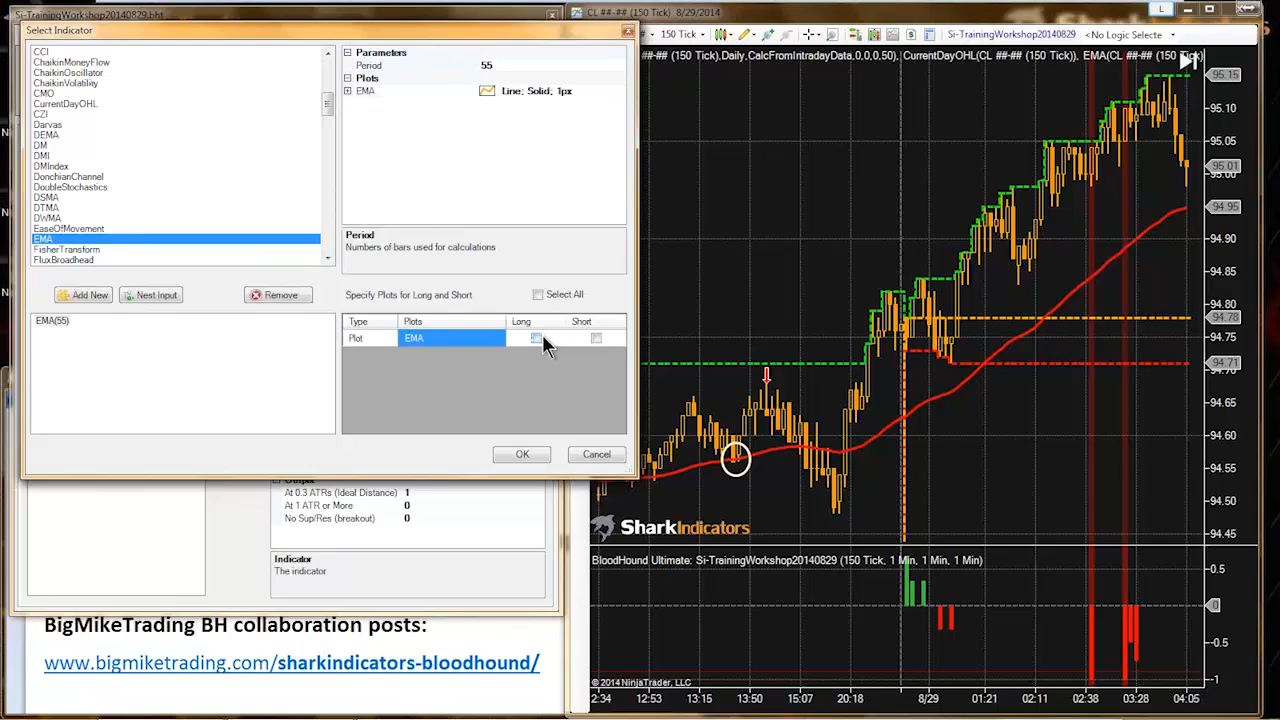 Si-TrainingWorkshop20140829.bht
Select Indicator
CCI
ChaikinMoneyFlow
ChaikinOscillator
ChaikinVolatility
CMO
CurrentDayOHL
CZI
Darvas
DEMA
DM
DMI
DMIndex
DonchianChannel
DoubleStochastics
DSMA
DTMA
DWMA
EaseOfMovement
EMA
FisherTransform
FluxBroadhead
Parameters
Period 55
Plots
EMA Line; Solid; 1px
Period
Numbers of bars used for calculations
Add New
Nest Input
Remove
Specify Plots for Long and Short
Select All
EMA(55)
Type Plots Long Short
Plot EMA
OK
Cancel
Output
At 0.3 ATRs (Ideal Distance) 1
At 1 ATR or More 0
No Sup/Res (breakout) 0
Indicator
The indicator
BigMikeTrading BH collaboration posts:
www.bigmiketrading.com/sharkindicators-bloodhound/
CL ##-## (150 Tick) 8/29/2014
L
150 Tick
Si-TrainingWorkshop20140829
<No Logic Selecte
##-## (150 Tick),Daily,CalcFromIntradayData,0,0,0,50), CurrentDayOHL(CL ##-## (150 Tick)), EMA(CL ##-## (150 Tick),
95.15
95.10
95.05
95.01
95.00
94.95
94.90
94.85
94.80
94.78
94.71
94.65
94.60
94.55
94.50
94.45
SharkIndicators
BloodHound Ultimate: Si-TrainingWorkshop20140829 (150 Tick, 1 Min, 1 Min, 1 Min)
0.5
0
-0.5
-1
© 2014 NinjaTrader, LLC
2:34 12:53 13:15 13:50 15:07 20:18 8/29 01:21 02:11 02:38 03:28 04:05